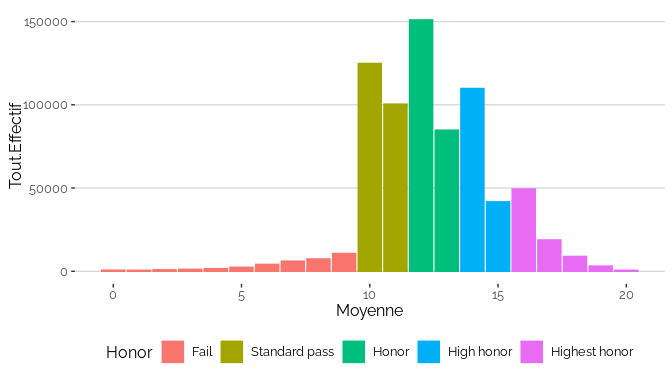 150000
100000
50000
0
Tout.Effectif
0 5 10 15 20
Moyenne
Honor Fail Standard pass Honor High honor Highest honor